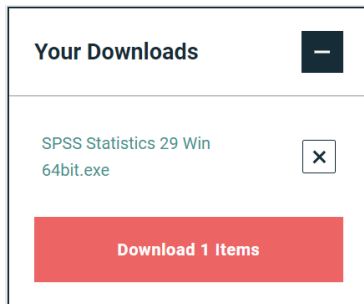 Your Downloads
SPSS Statistics 29 Win
64bit.exe
Download 1 Items